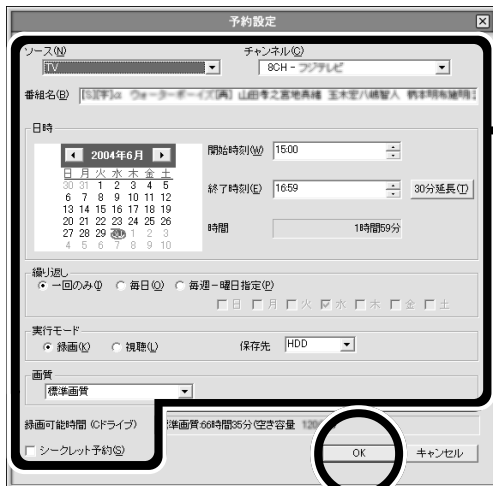 予約設定
ソース(N) チャンネル(C)
TV 8CH - フジテレビ
番組名(B)
日時
2004年6月
日 月 火 水 木 金 土
30 31 1 2 3 4 5
6 7 8 9 10 11 12
13 14 15 16 17 18 19
20 21 22 23 24 25 26
27 28 29 30 1 2 3
4 5 6 7 8 9 10
開始時刻(W) 15:00
終了時刻(E) 16:59 30分延長(T)
時間 1時間59分
繰り返し
一回のみ(I) 毎日(O) 毎週-曜日指定(P)
日 月 火 水 木 金 土
実行モード
録画(K) 視聴(L) 保存先 HDD
画質
標準画質
録画可能時間 (Cドライブ) 準画質:66時間35分(空き容量
シークレット予約(S) OK キャンセル